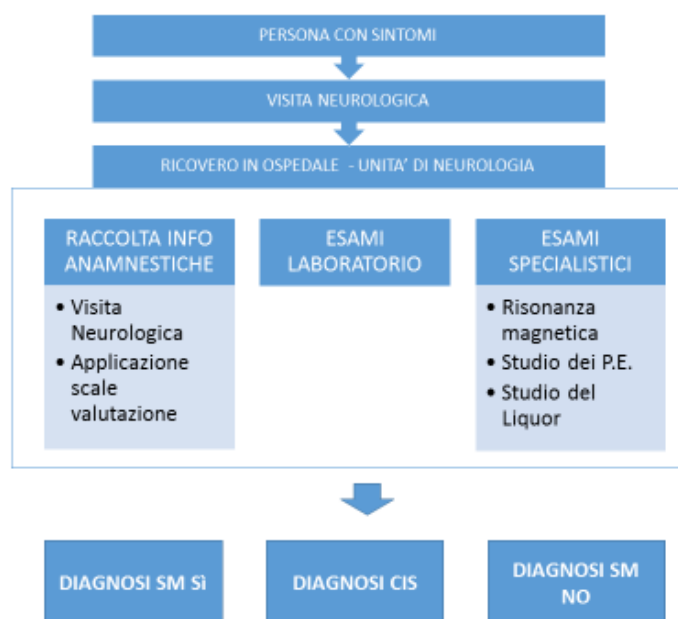 PERSONA CON SINTOMI
VISITA NEUROLOGICA
RICOVERO IN OSPEDALE - UNITA' DI NEUROLOGIA
RACCOLTA INFO
ANAMNESTICHE
• Visita
Neurologica
• Applicazione
scale
valutazione
ESAMI
LABORATORIO
ESAMI
SPECIALISTICI
• Risonanza
magnetica
• Studio dei P.E.
• Studio del
Liquor
DIAGNOSI SM Sì
DIAGNOSI CIS
DIAGNOSI SM
NO